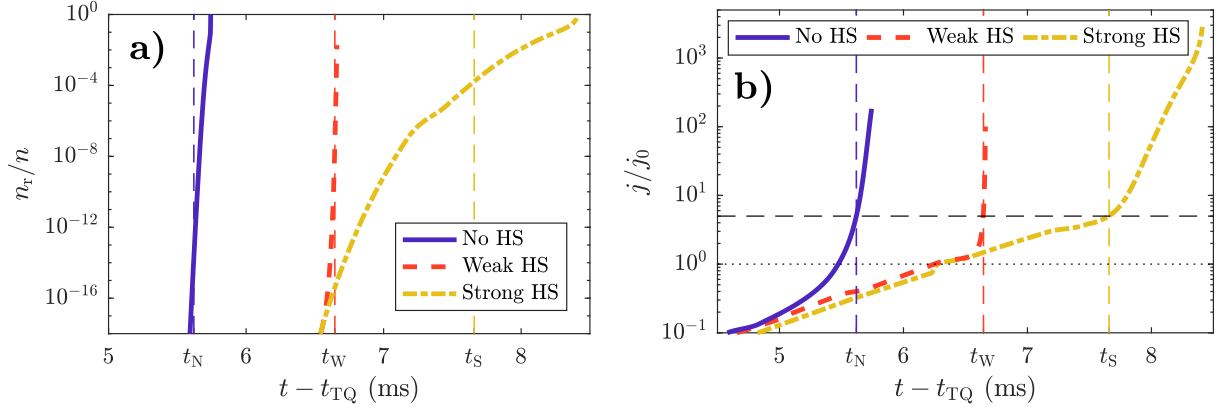 a)
10^0
10^-4
10^-8
10^-12
10^-16
n_r/n
No HS
Weak HS
Strong HS
5 t_N 6 t_W 7 t_S 8
t − t_TQ (ms)
b)
No HS Weak HS Strong HS
10^3
10^2
10^1
10^0
10^-1
j/j_0
5 t_N 6 t_W 7 t_S 8
t − t_TQ (ms)